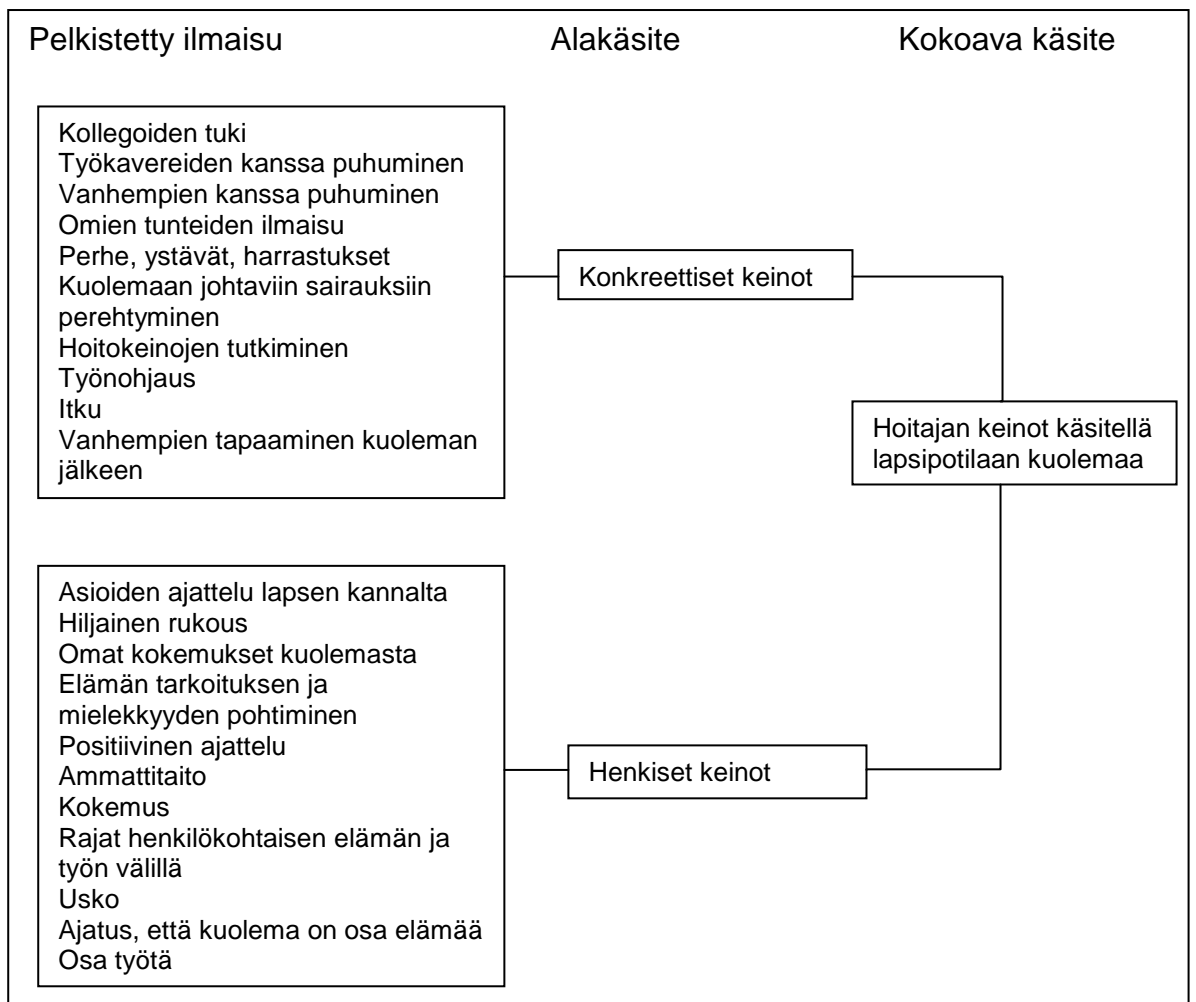 Pelkistetty ilmaisu Alakäsite Kokoava käsite
Kollegoiden tuki
Työkavereiden kanssa puhuminen
Vanhempien kanssa puhuminen
Omien tunteiden ilmaisu
Perhe, ystävät, harrastukset
Kuolemaan johtaviin sairauksiin
perehtyminen
Hoitokeinojen tutkiminen
Työnohjaus
Itku
Vanhempien tapaaminen kuoleman
jälkeen
Konkreettiset keinot
Hoitajan keinot käsitellä
lapsipotilaan kuolemaa
Asioiden ajattelu lapsen kannalta
Hiljainen rukous
Omat kokemukset kuolemasta
Elämän tarkoituksen ja
mielekkyyden pohtiminen
Positiivinen ajattelu
Ammattitaito
Kokemus
Rajat henkilökohtaisen elämän ja
työn välillä
Usko
Ajatus, että kuolema on osa elämää
Osa työtä
Henkiset keinot